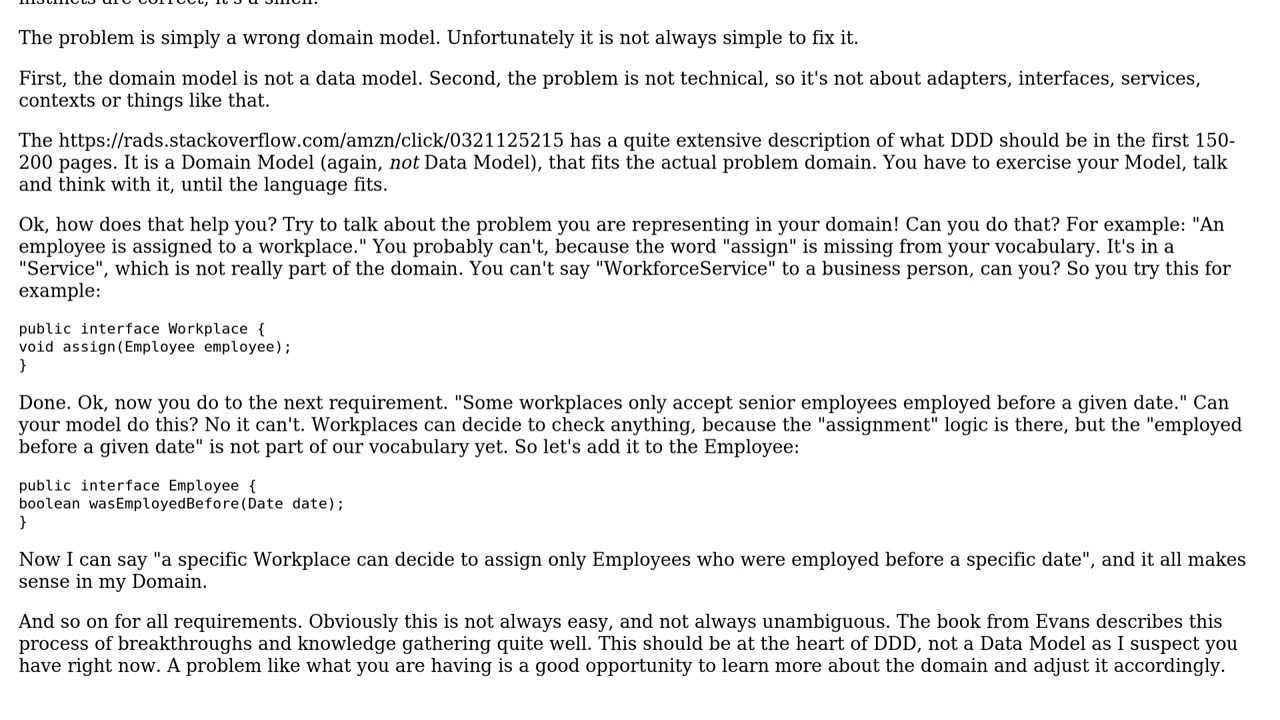 instincts are correct, it's a smell.
The problem is simply a wrong domain model. Unfortunately it is not always simple to fix it.
First, the domain model is not a data model. Second, the problem is not technical, so it's not about adapters, interfaces, services,
contexts or things like that.
The https://rads.stackoverflow.com/amzn/click/0321125215 has a quite extensive description of what DDD should be in the first 150-
200 pages. It is a Domain Model (again, not Data Model), that fits the actual problem domain. You have to exercise your Model, talk
and think with it, until the language fits.
Ok, how does that help you? Try to talk about the problem you are representing in your domain! Can you do that? For example: "An
employee is assigned to a workplace." You probably can't, because the word "assign" is missing from your vocabulary. It's in a
"Service", which is not really part of the domain. You can't say "WorkforceService" to a business person, can you? So you try this for
example:
public interface Workplace {
void assign(Employee employee);
}
Done. Ok, now you do to the next requirement. "Some workplaces only accept senior employees employed before a given date." Can
your model do this? No it can't. Workplaces can decide to check anything, because the "assignment" logic is there, but the "employed
before a given date" is not part of our vocabulary yet. So let's add it to the Employee:
public interface Employee {
boolean wasEmployedBefore(Date date);
}
Now I can say "a specific Workplace can decide to assign only Employees who were employed before a specific date", and it all makes
sense in my Domain.
And so on for all requirements. Obviously this is not always easy, and not always unambiguous. The book from Evans describes this
process of breakthroughs and knowledge gathering quite well. This should be at the heart of DDD, not a Data Model as I suspect you
have right now. A problem like what you are having is a good opportunity to learn more about the domain and adjust it accordingly.